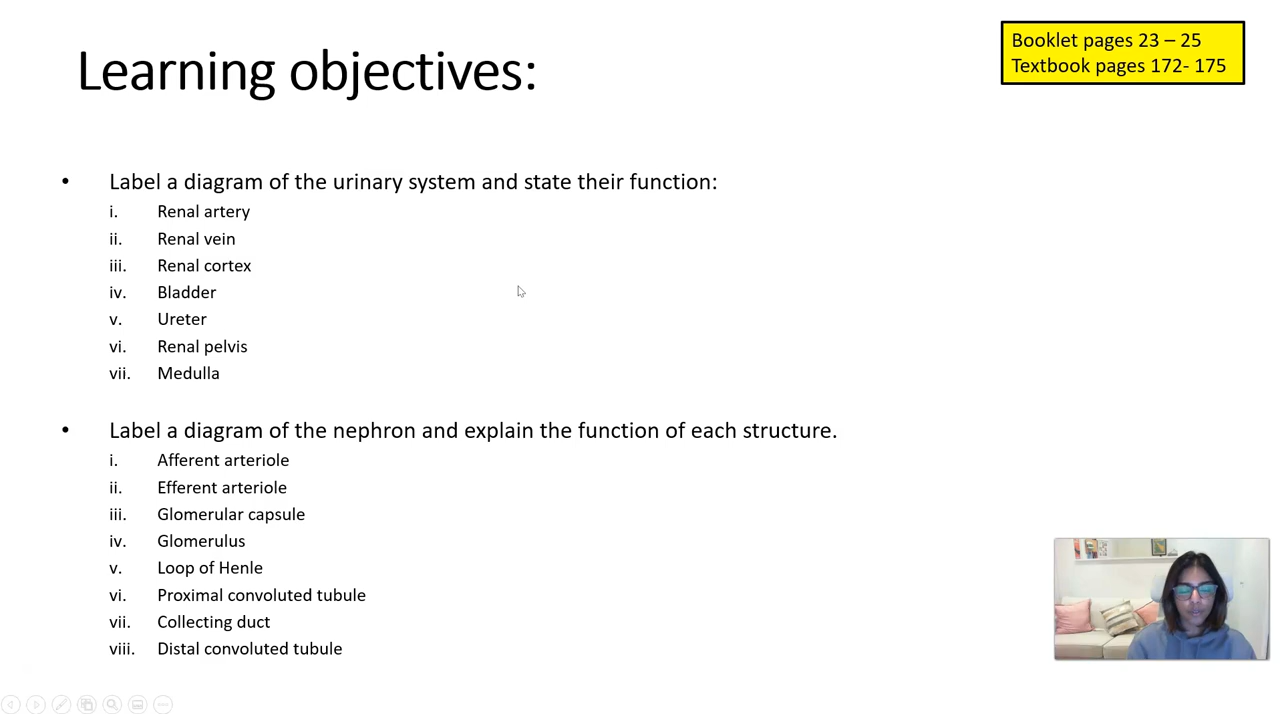 Learning objectives:
Booklet pages 23 – 25
Textbook pages 172- 175
• Label a diagram of the urinary system and state their function:
i. Renal artery
ii. Renal vein
iii. Renal cortex
iv. Bladder
v. Ureter
vi. Renal pelvis
vii. Medulla
• Label a diagram of the nephron and explain the function of each structure.
i. Afferent arteriole
ii. Efferent arteriole
iii. Glomerular capsule
iv. Glomerulus
v. Loop of Henle
vi. Proximal convoluted tubule
vii. Collecting duct
viii. Distal convoluted tubule